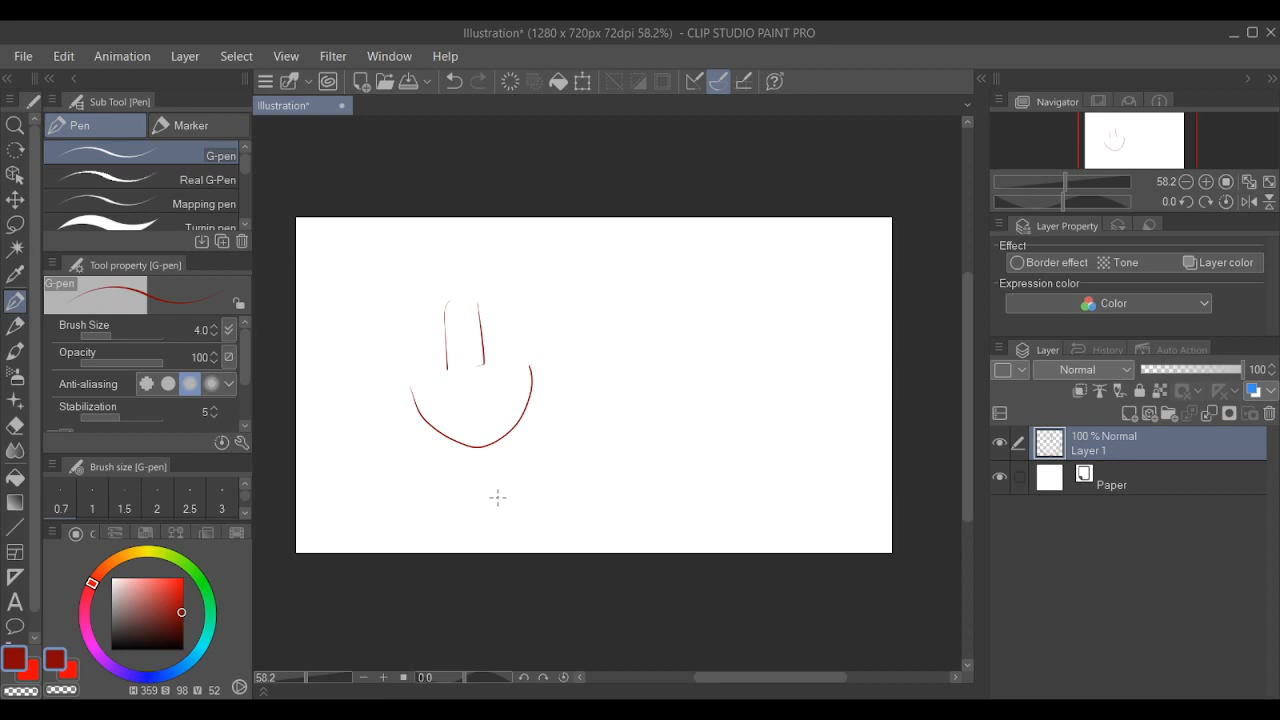 Illustration* (1280 x 720px 72dpi 58.2%) - CLIP STUDIO PAINT PRO
File Edit Animation Layer Select View Filter Window Help
Sub Tool [Pen]
Pen Marker
G-pen
Real G-Pen
Mapping pen
Turnip pen
Tool property [G-pen]
G-pen
Brush Size 4.0
Opacity 100
Anti-aliasing
Stabilization 5
Brush size [G-pen]
0.7 1 1.5 2 2.5 3
H 359 S 98 V 52
Illustration*
58.2 0.0
Navigator
58.2
0.0
Layer Property
Effect
Border effect Tone Layer color
Expression color
Color
Layer History Auto Action
Normal 100
100 % Normal
Layer 1
Paper